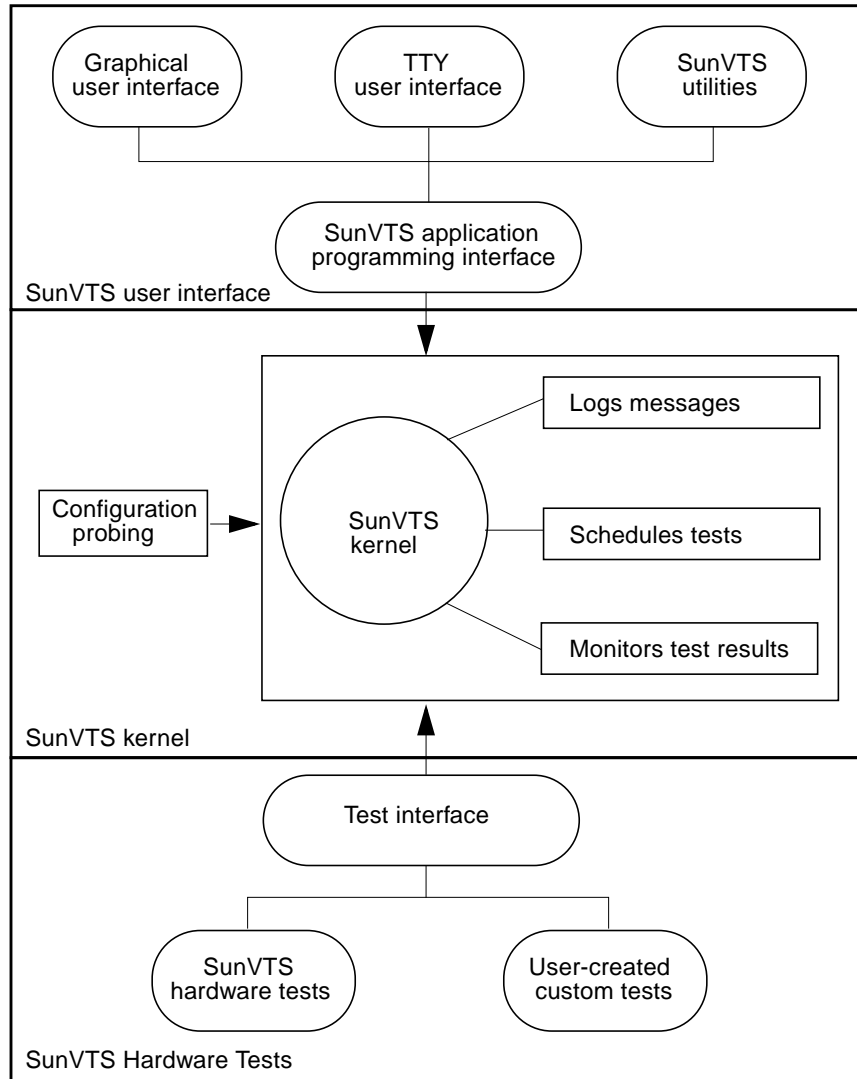 Graphical
user interface
TTY
user interface
SunVTS
utilities
SunVTS application
programming interface
SunVTS user interface
Logs messages
Configuration
probing
SunVTS
kernel
Schedules tests
Monitors test results
SunVTS kernel
Test interface
SunVTS
hardware tests
User-created
custom tests
SunVTS Hardware Tests